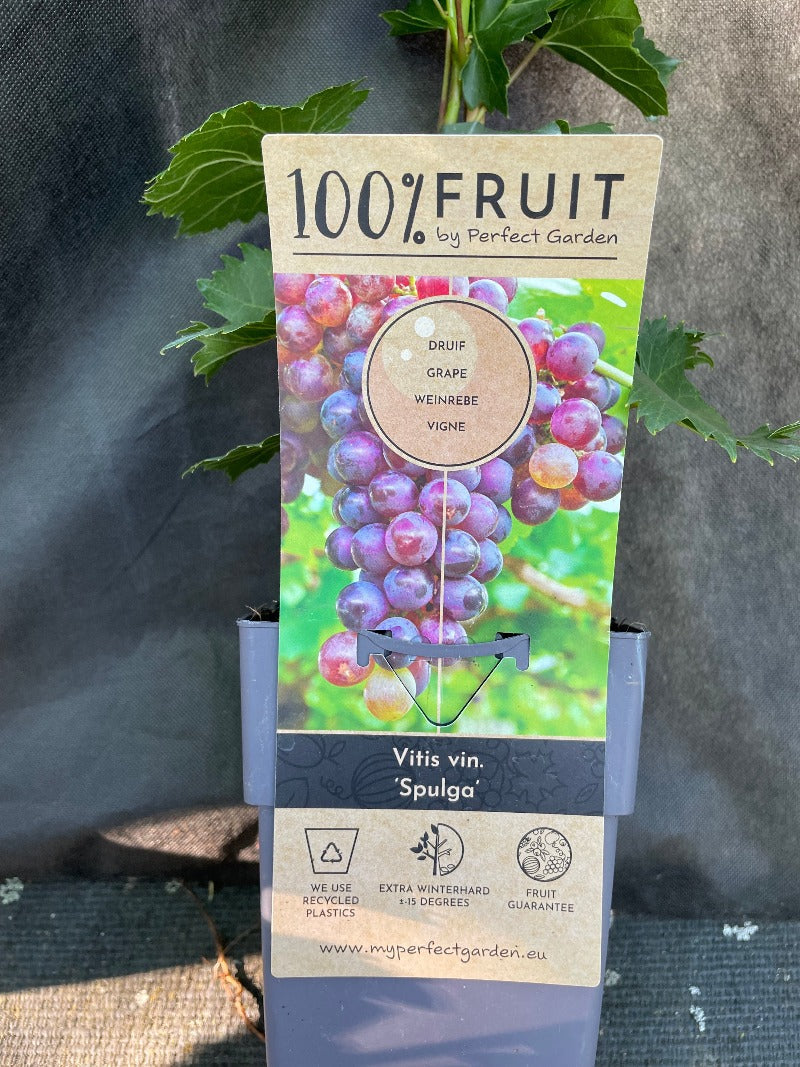 100% FRUIT
by Perfect Garden
DRUIF
GRAPE
WEINREBE
VIGNE
Vitis vin.
‘Spulga’
WE USE
RECYCLED
PLASTICS
EXTRA WINTERHARD
±-15 DEGREES
FRUIT
GUARANTEE
www.myperfectgarden.eu